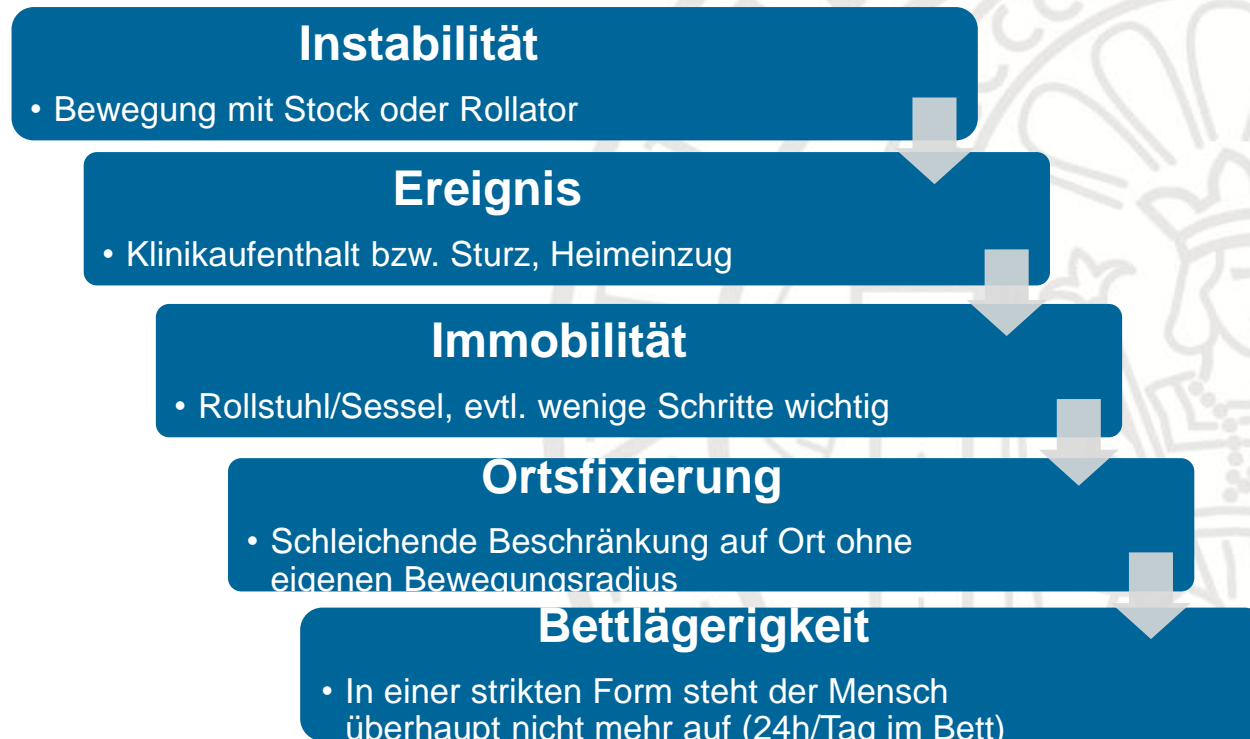 Instabilität
• Bewegung mit Stock oder Rollator
Ereignis
• Klinikaufenthalt bzw. Sturz, Heimeinzug
Immobilität
• Rollstuhl/Sessel, evtl. wenige Schritte wichtig
Ortsfixierung
• Schleichende Beschränkung auf Ort ohne
eigenen Bewegungsradius
Bettlägerigkeit
• In einer strikten Form steht der Mensch
überhaupt nicht mehr auf (24h/Tag im Bett)